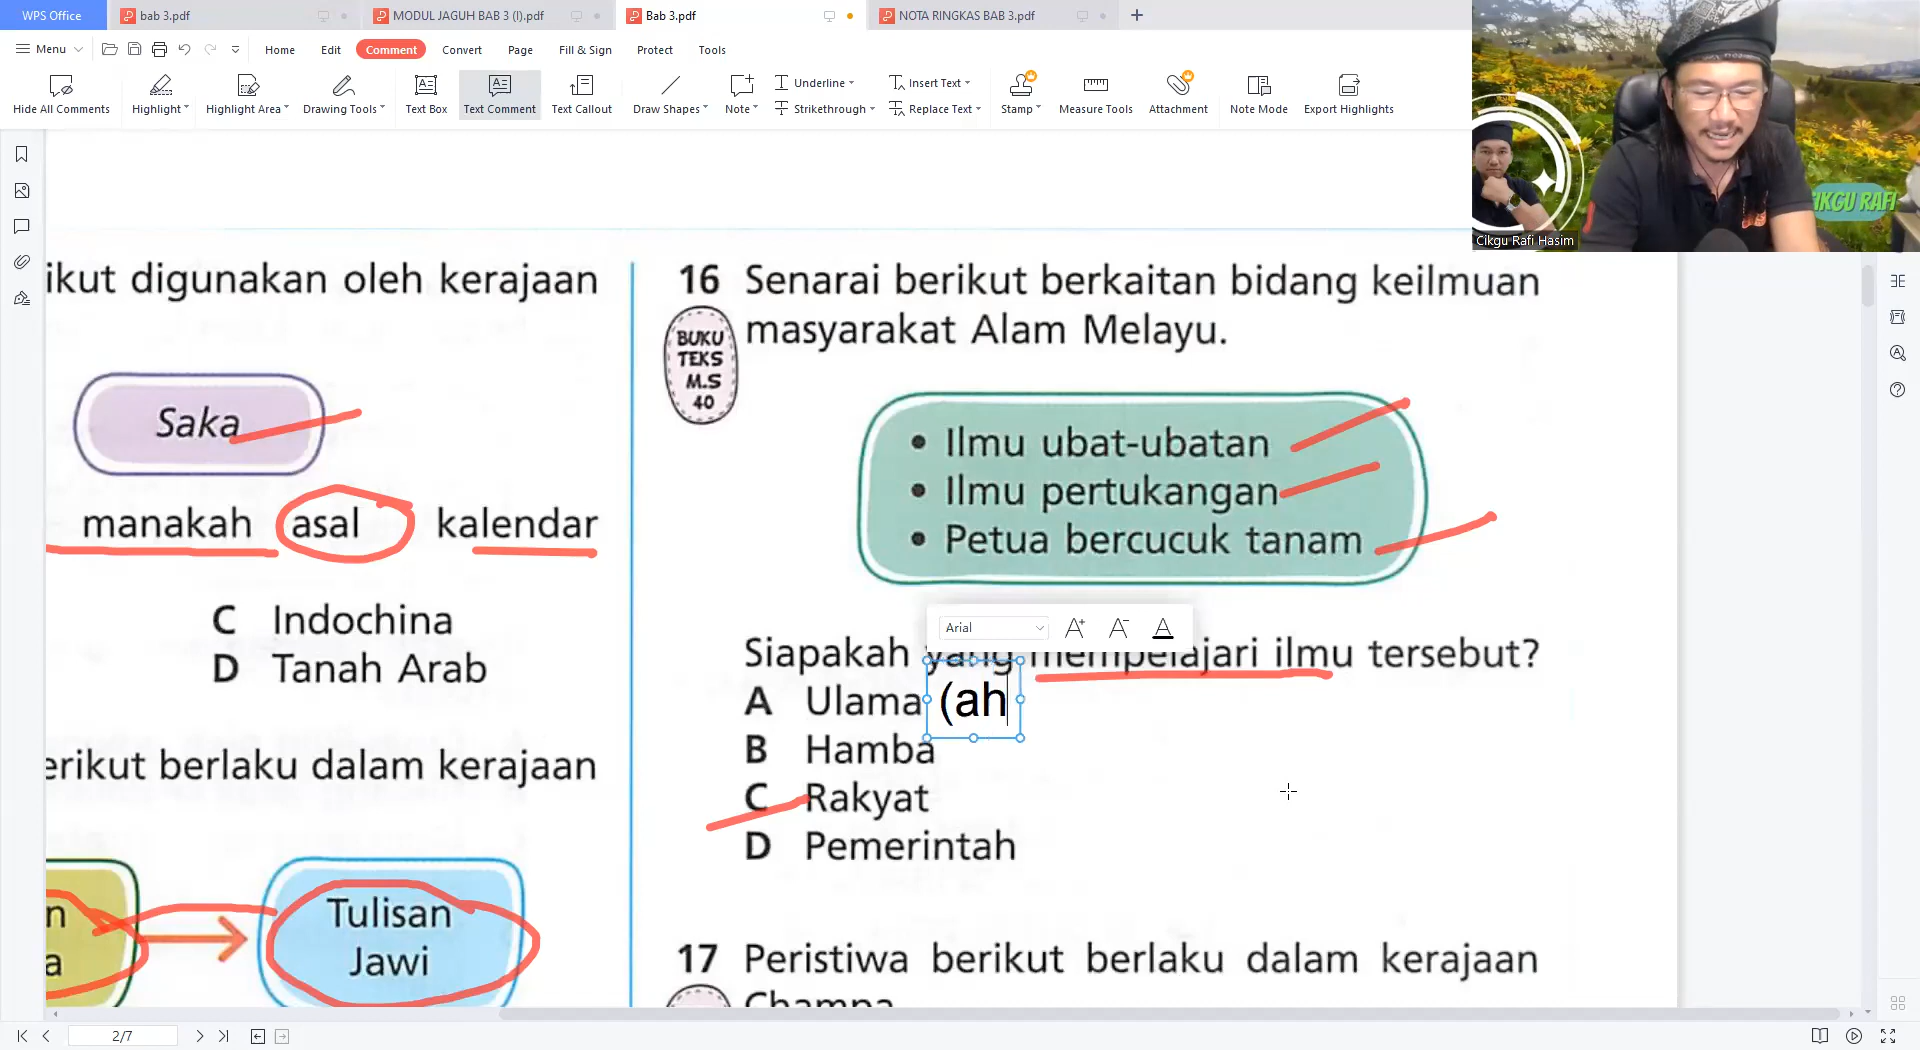 WPS Office
bab 3.pdf
MODUL JAGUH BAB 3 (I).pdf
Bab 3.pdf
NOTA RINGKAS BAB 3.pdf
Menu
Home
Edit
Comment
Convert
Page
Fill & Sign
Protect
Tools
Hide All Comments
Highlight
Highlight Area
Drawing Tools
Text Box
Text Comment
Text Callout
Draw Shapes
Note
Underline
Strikethrough
Insert Text
Replace Text
Stamp
Measure Tools
Attachment
Note Mode
Export Highlights
IKGU RAFI
Cikgu Rafi Hasim
ikut digunakan oleh kerajaan
Saka
manakah asal kalendar
C Indochina
D Tanah Arab
erikut berlaku dalam kerajaan
n
a
Tulisan
Jawi
16 Senarai berikut berkaitan bidang keilmuan
masyarakat Alam Melayu.
BUKU
TEKS
M.S
40
• Ilmu ubat-ubatan
• Ilmu pertukangan
• Petua bercucuk tanam
Arial
Siapakah yang mempelajari ilmu tersebut?
A Ulama (ah
B Hamba
C Rakyat
D Pemerintah
17 Peristiwa berikut berlaku dalam kerajaan
Champa
2/7